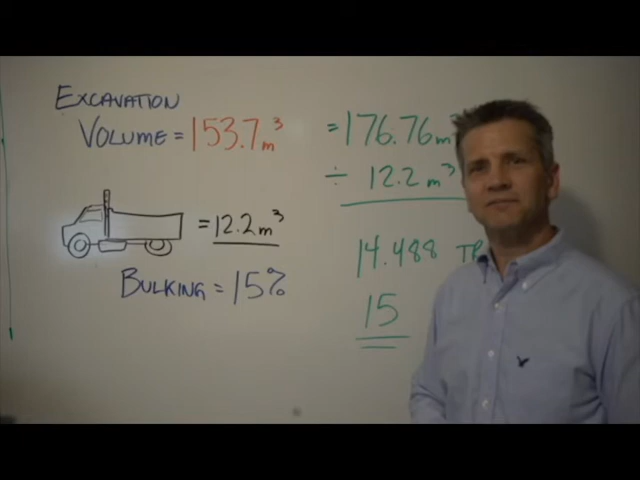 EXCAVATION
VOLUME = 153.7 m³
= 12.2 m³
BULKING = 15%
= 176.76 m
÷ 12.2 m³
14.488
15